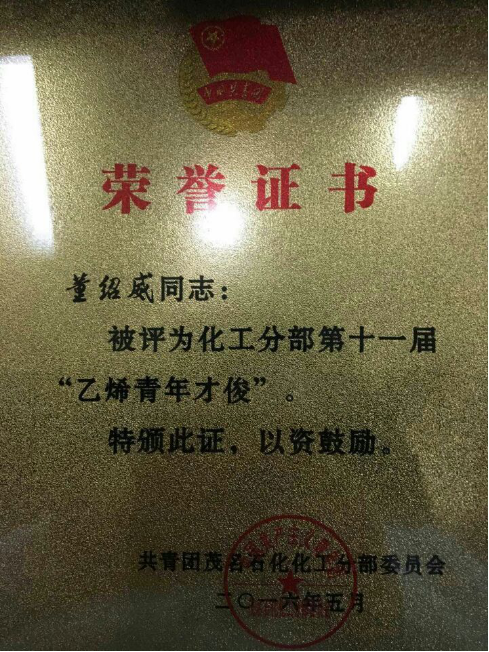 荣誉证书
董绍威同志：
被评为化工分部第十一届
“乙烯青年才俊”。
特颁此证，以资鼓励。
共青团茂名石化化工分部委员会
二〇一六年五月